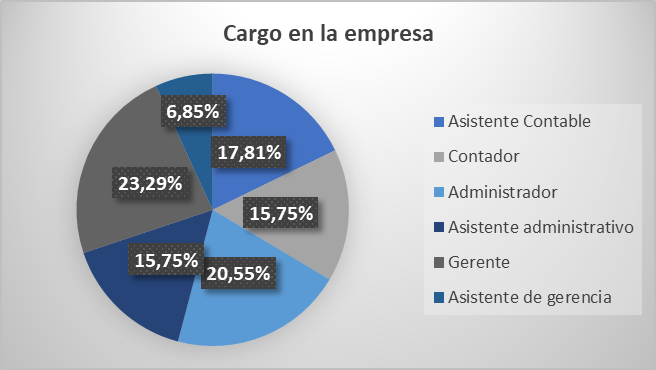 Cargo en la empresa
6,85%
17,81%
23,29%
15,75%
15,75%
20,55%
Asistente Contable
Contador
Administrador
Asistente administrativo
Gerente
Asistente de gerencia